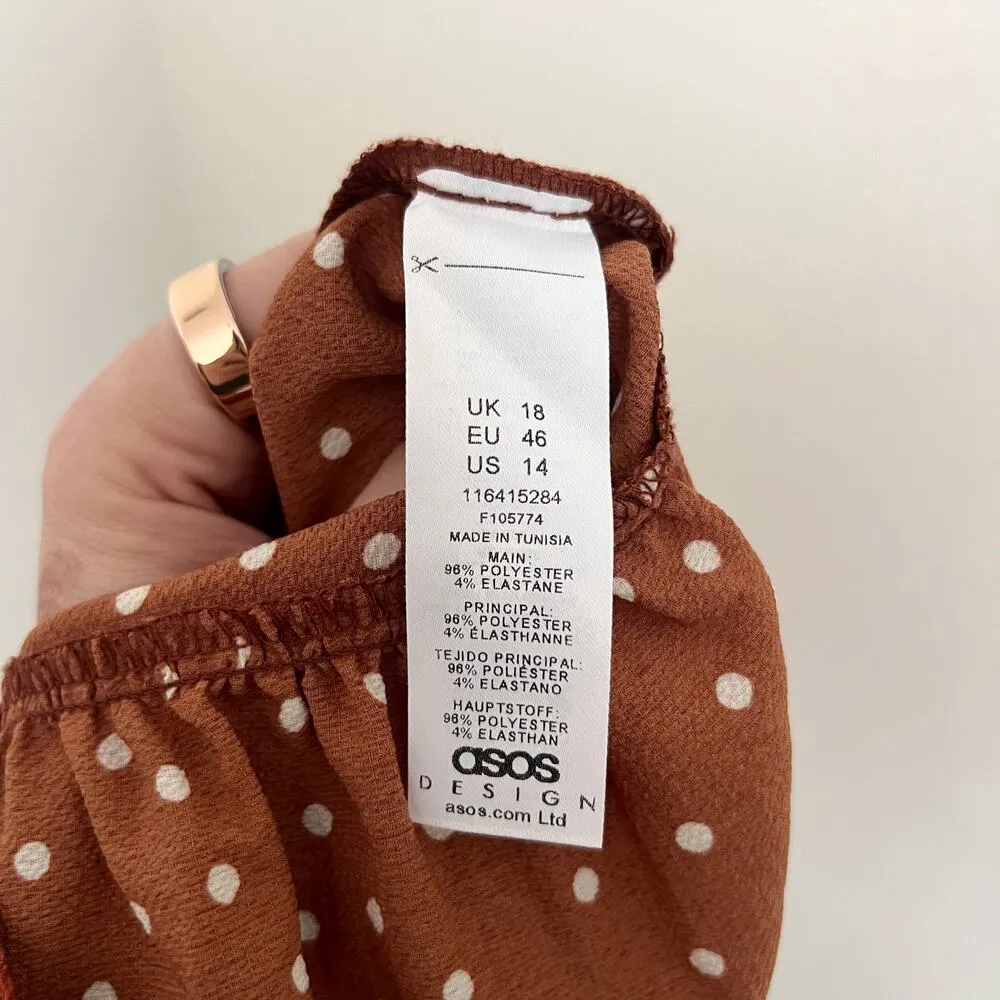 UK 18
EU 46
US 14
116415284
F105774
MADE IN TUNISIA
MAIN:
96% POLYESTER
4% ELASTANE
PRINCIPAL:
96% POLYESTER
4% ÉLASTHANNE
TEJIDO PRINCIPAL:
96% POLIÉSTER
4% ELASTANO
HAUPTSTOFF:
96% POLYESTER
4% ELASTHAN
asos
DESIGN
asos.com Ltd